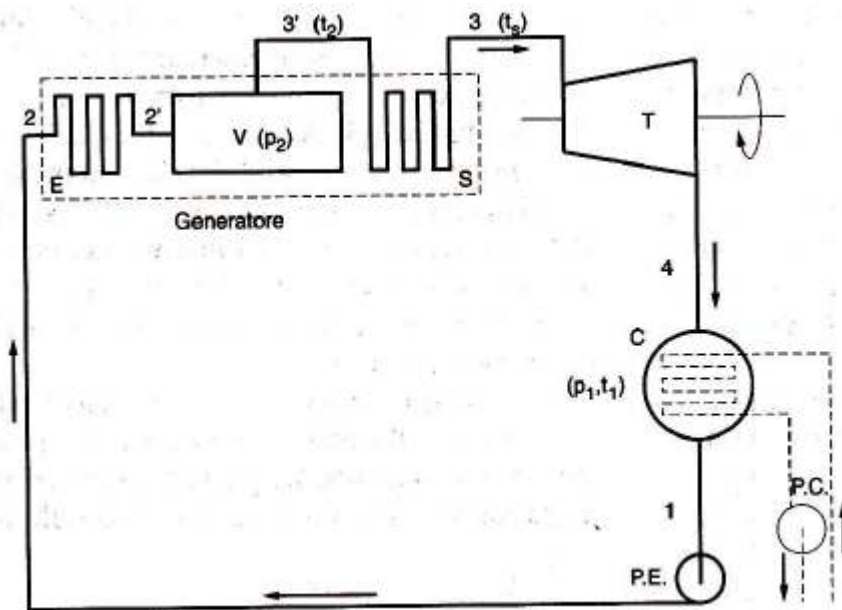 3' (t₂)
3 (tₛ)
2
2'
V (p₂)
T
E
S
Generatore
4
C
(p₁,t₁)
P.C.
1
P.E.